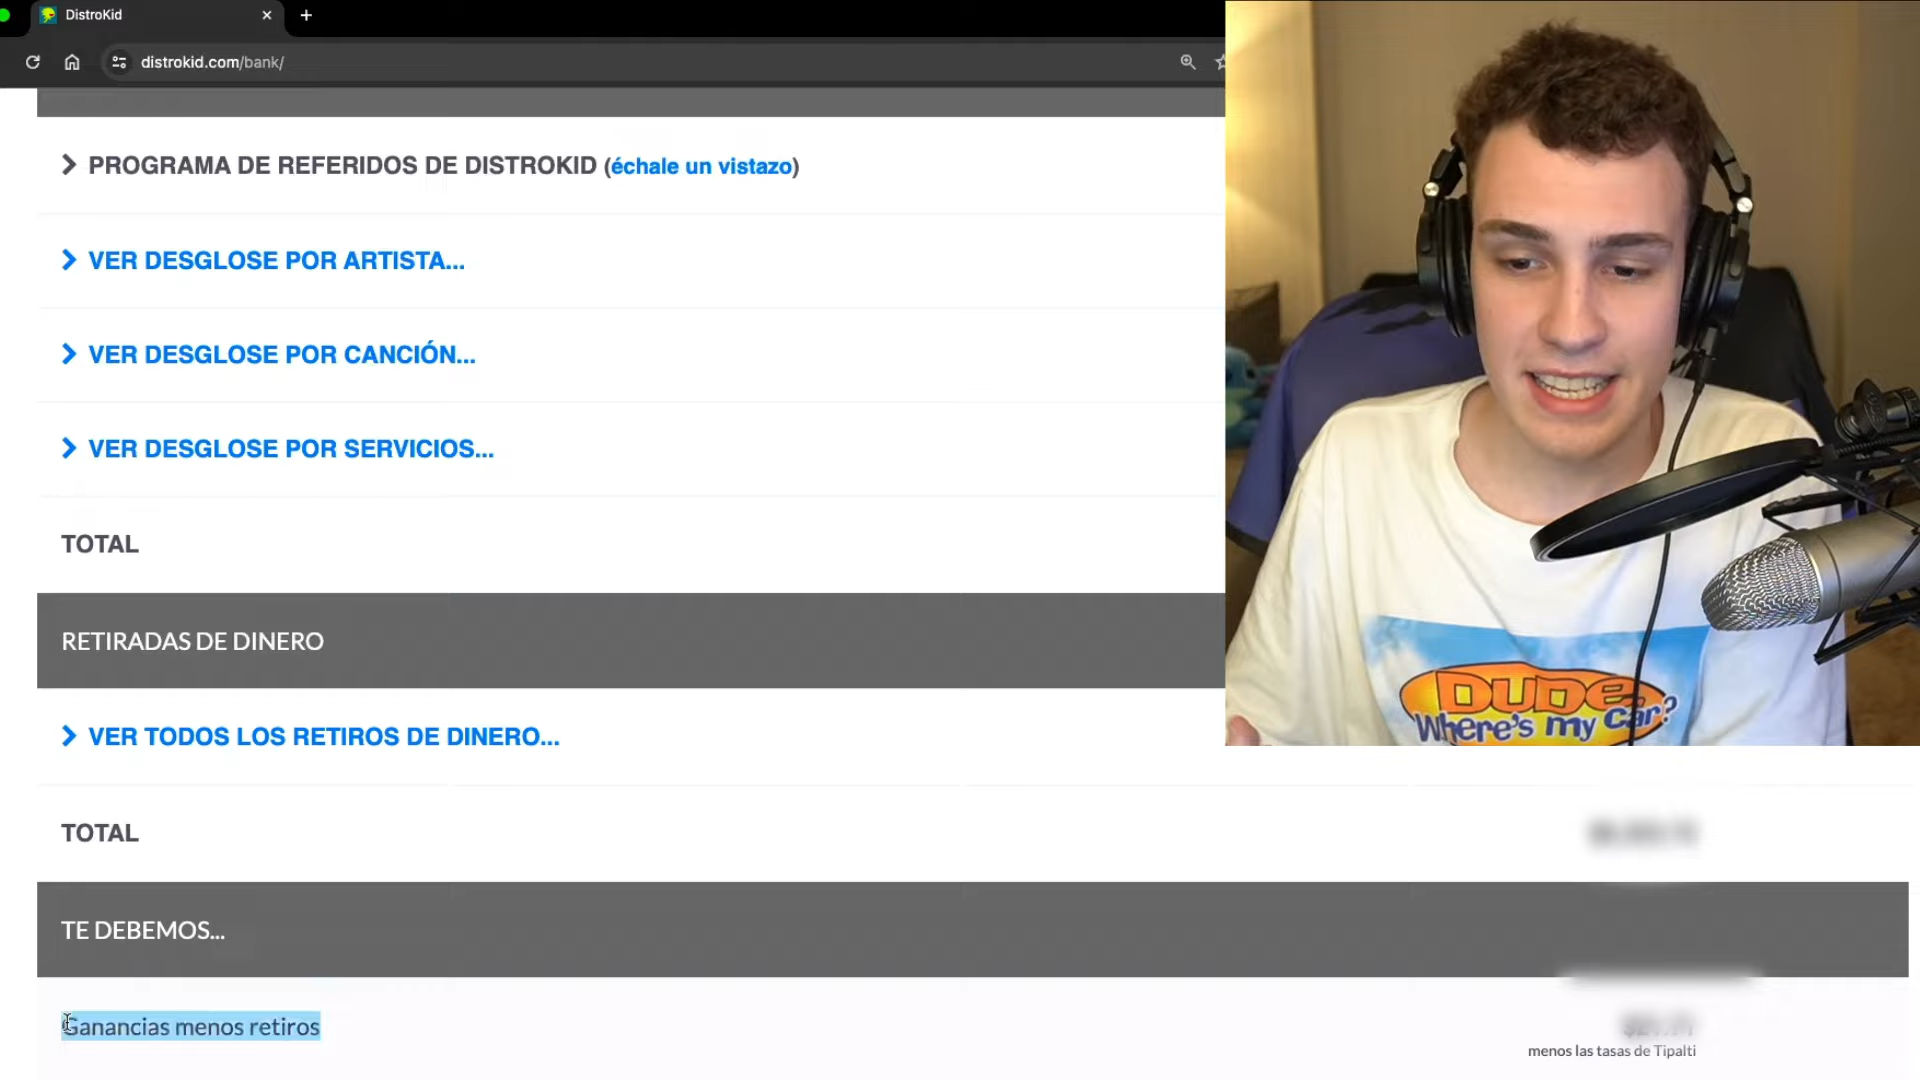 DistroKid
distrokid.com/bank/
PROGRAMA DE REFERIDOS DE DISTROKID (échale un vistazo)
VER DESGLOSE POR ARTISTA...
VER DESGLOSE POR CANCIÓN...
VER DESGLOSE POR SERVICIOS...
TOTAL
RETIRADAS DE DINERO
VER TODOS LOS RETIROS DE DINERO...
TOTAL
TE DEBEMOS...
Ganancias menos retiros
menos las tasas de Tipalti
DUDE
Where's my car?